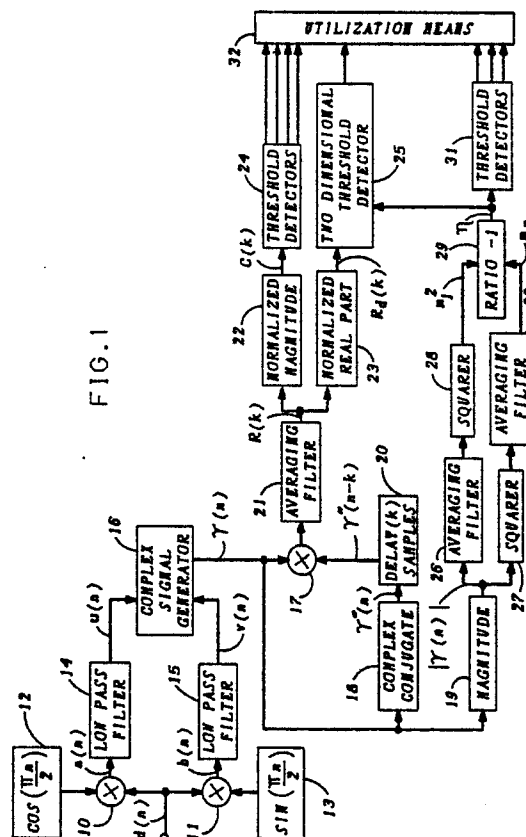 FIG.1
12
COS(πn/2)
14
LOW PASS
FILTER
a(n)
10
u(n)
16
COMPLEX
SIGNAL
GENERATOR
γ(n)
d(n)
11
b(n)
15
LOW PASS
FILTER
v(n)
SIN(πn/2)
13
17
21
AVERAGING
FILTER
R(k)
22
NORMALIZED
MAGNITUDE
C(k)
24
THRESHOLD
DETECTORS
32
UTILIZATION MEANS
NORMALIZED
REAL PART
23
R_d(k)
TWO DIMENSIONAL
THRESHOLD
DETECTOR
25
18
COMPLEX
CONJUGATE
γ*(n)
DELAY(k)
SAMPLES
20
γ*(n-k)
19
MAGNITUDE
|γ(n)|
26
AVERAGING
FILTER
28
SQUARER
m₁²
29
RATIO -1
η
31
THRESHOLD
DETECTORS
SQUARER
27
AVERAGING
FILTER